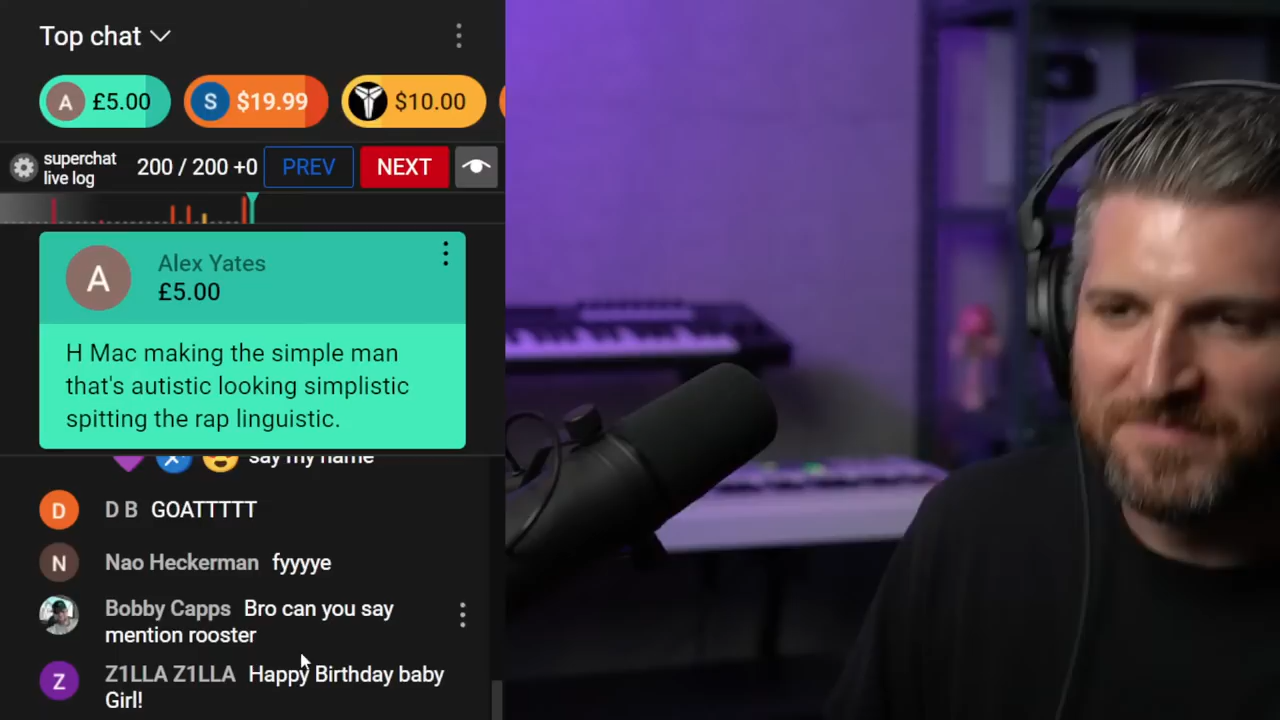 Top chat
A £5.00 S $19.99 $10.00
superchat live log 200 / 200 +0 PREV NEXT
A Alex Yates
£5.00
H Mac making the simple man
that's autistic looking simplistic
spitting the rap linguistic.
say my name
D D B GOATTTTT
N Nao Heckerman fyyyye
Bobby Capps Bro can you say
mention rooster
Z Z1LLA Z1LLA Happy Birthday baby
Girl!